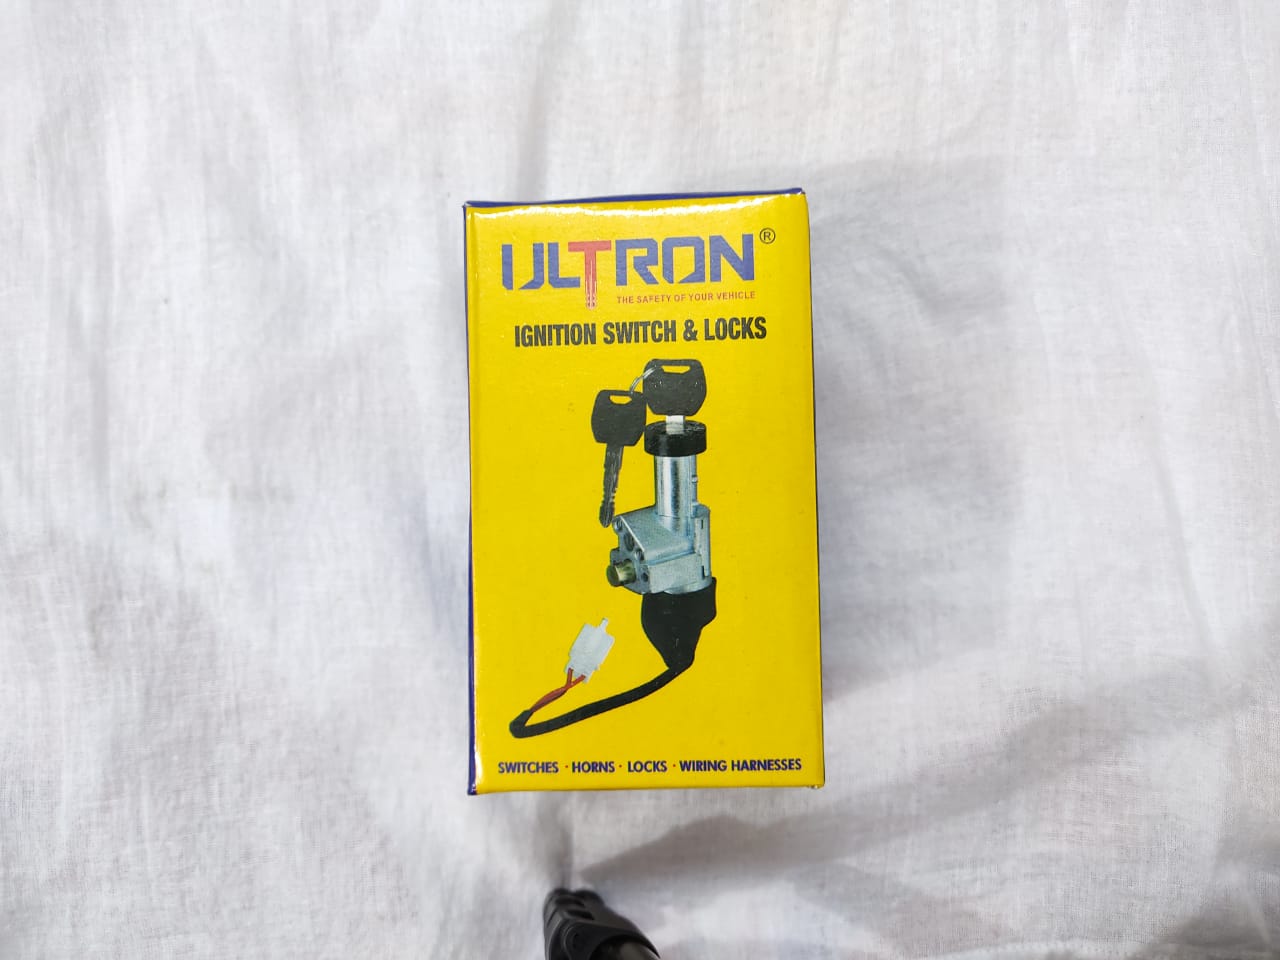 ULTRON®
THE SAFETY OF YOUR VEHICLE
IGNITION SWITCH & LOCKS
SWITCHES · HORNS · LOCKS · WIRING HARNESSES